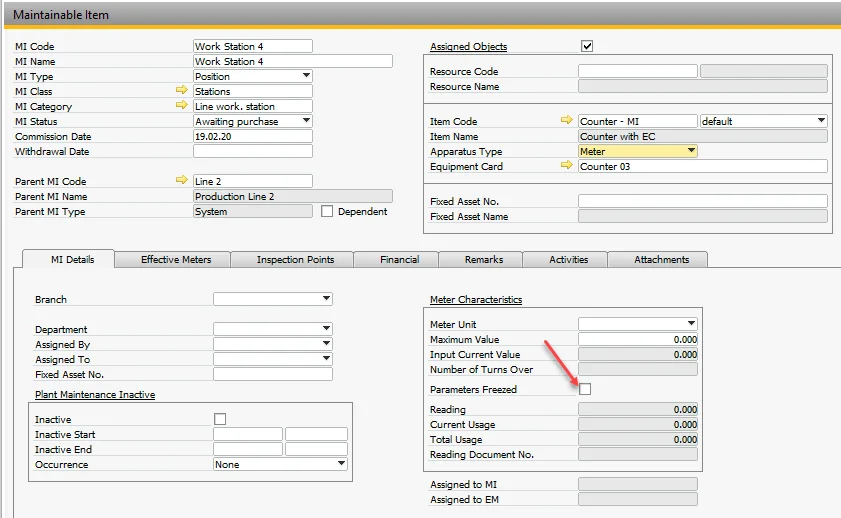 Maintainable Item
MI Code Work Station 4
MI Name Work Station 4
MI Type Position
MI Class Stations
MI Category Line work. station
MI Status Awaiting purchase
Commission Date 19.02.20
Withdrawal Date
Parent MI Code Line 2
Parent MI Name Production Line 2
Parent MI Type System Dependent
Assigned Objects
Resource Code
Resource Name
Item Code Counter - MI default
Item Name Counter with EC
Apparatus Type Meter
Equipment Card Counter 03
Fixed Asset No.
Fixed Asset Name
MI Details Effective Meters Inspection Points Financial Remarks Activities Attachments
Branch
Department
Assigned By
Assigned To
Fixed Asset No.
Plant Maintenance Inactive
Inactive
Inactive Start
Inactive End
Occurrence None
Meter Characteristics
Meter Unit
Maximum Value 0.000
Input Current Value 0.000
Number of Turns Over
Parameters Freezed
Reading 0.000
Current Usage 0.000
Total Usage 0.000
Reading Document No.
Assigned to MI
Assigned to EM